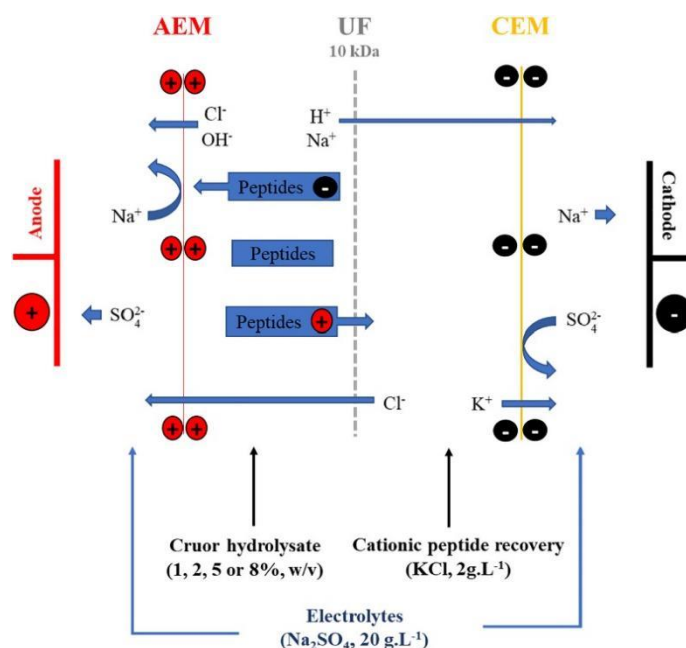 AEM
UF
10 kDa
CEM
+ +
- -
Cl⁻
OH⁻
H⁺
Na⁺
Peptides -
Na⁺
Na⁺
Anode
Cathode
+ +
Peptides
- -
+
SO₄²⁻
Peptides +
SO₄²⁻
-
Cl⁻
K⁺
+ +
- -
Cruor hydrolysate
(1, 2, 5 or 8%, w/v)
Cationic peptide recovery
(KCl, 2g.L⁻¹)
Electrolytes
(Na₂SO₄, 20 g.L⁻¹)